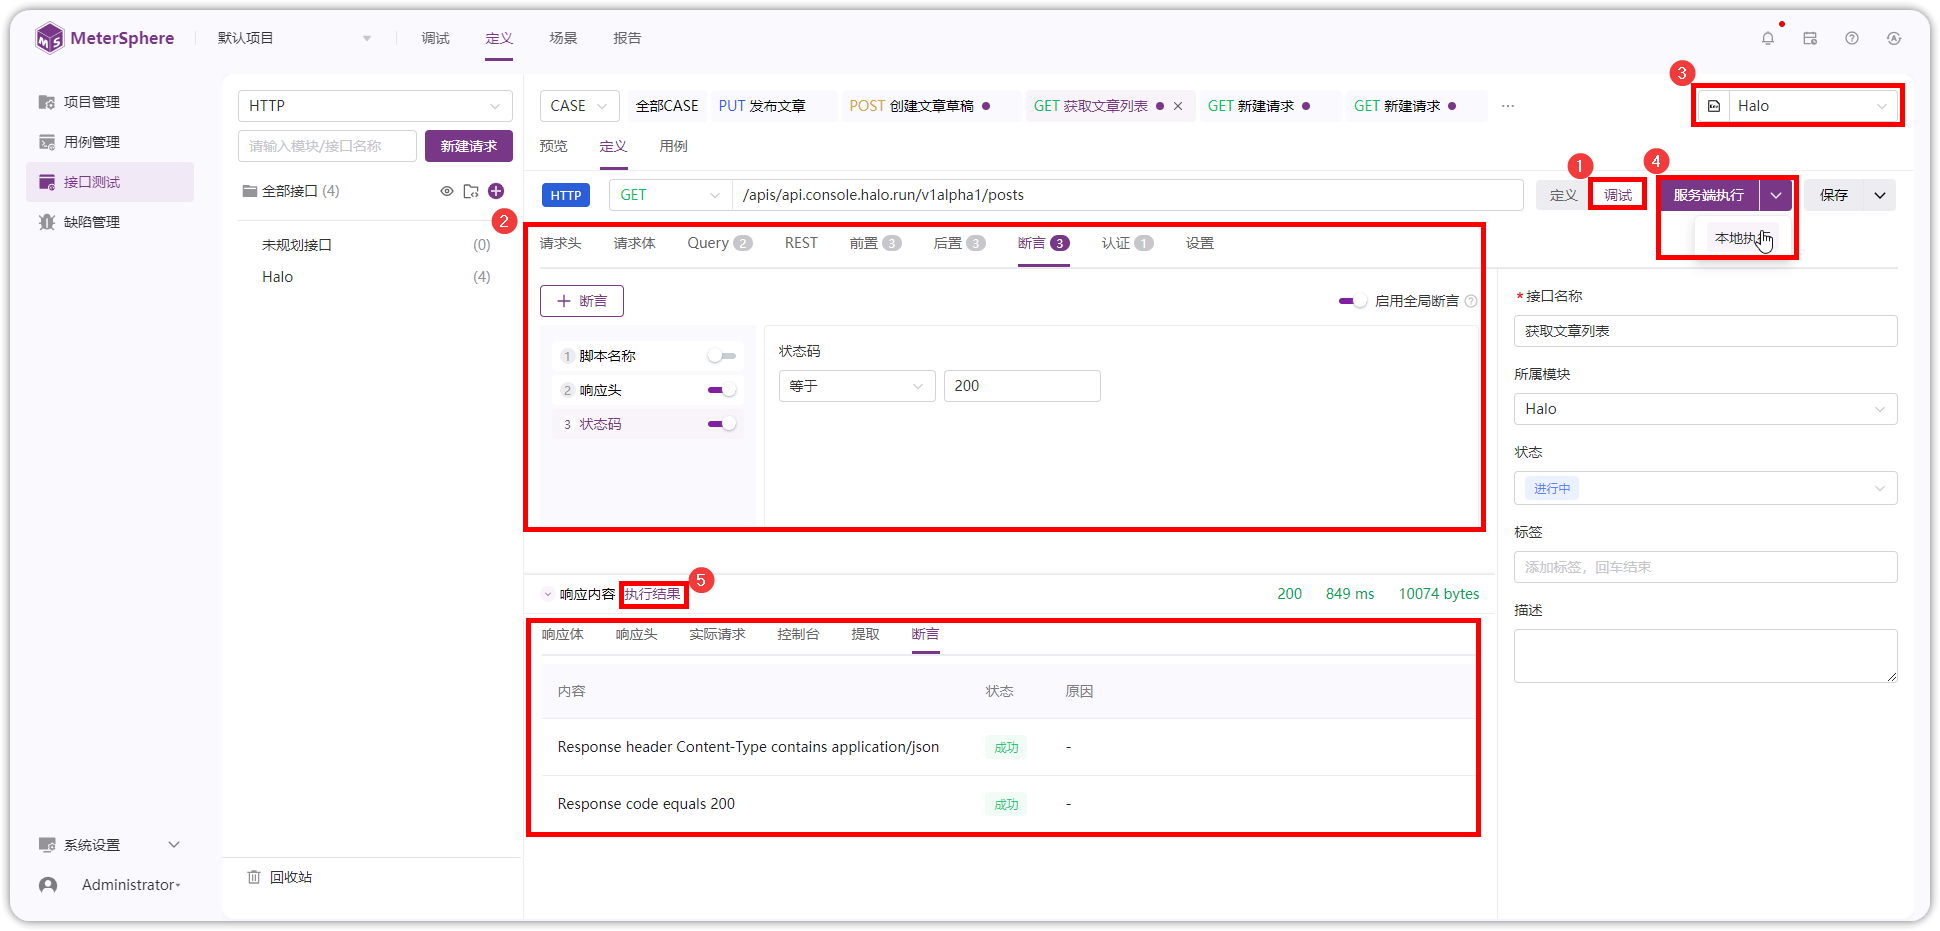 MeterSphere 默认项目 调试 定义 场景 报告
3
项目管理
用例管理
接口测试
缺陷管理
系统设置
Administrator
HTTP
请输入模块/接口名称 新建请求
全部接口 (4)
未规划接口 (0)
Halo (4)
回收站
CASE 全部CASE PUT 发布文章 POST 创建文章草稿 GET 获取文章列表 GET 新建请求 GET 新建请求 ··· Halo
预览 定义 用例
1 4
HTTP GET /apis/api.console.halo.run/v1alpha1/posts 定义 调试 服务端执行 保存
2
本地执行
请求头 请求体 Query 2 REST 前置 3 后置 3 断言 3 认证 1 设置
+ 断言 启用全局断言
1 脚本名称
2 响应头
3 状态码
状态码
等于 200
5
响应内容 执行结果 200 849 ms 10074 bytes
响应体 响应头 实际请求 控制台 提取 断言
内容 状态 原因
Response header Content-Type contains application/json 成功 -
Response code equals 200 成功 -
*接口名称
获取文章列表
所属模块
Halo
状态
进行中
标签
添加标签，回车结束
描述